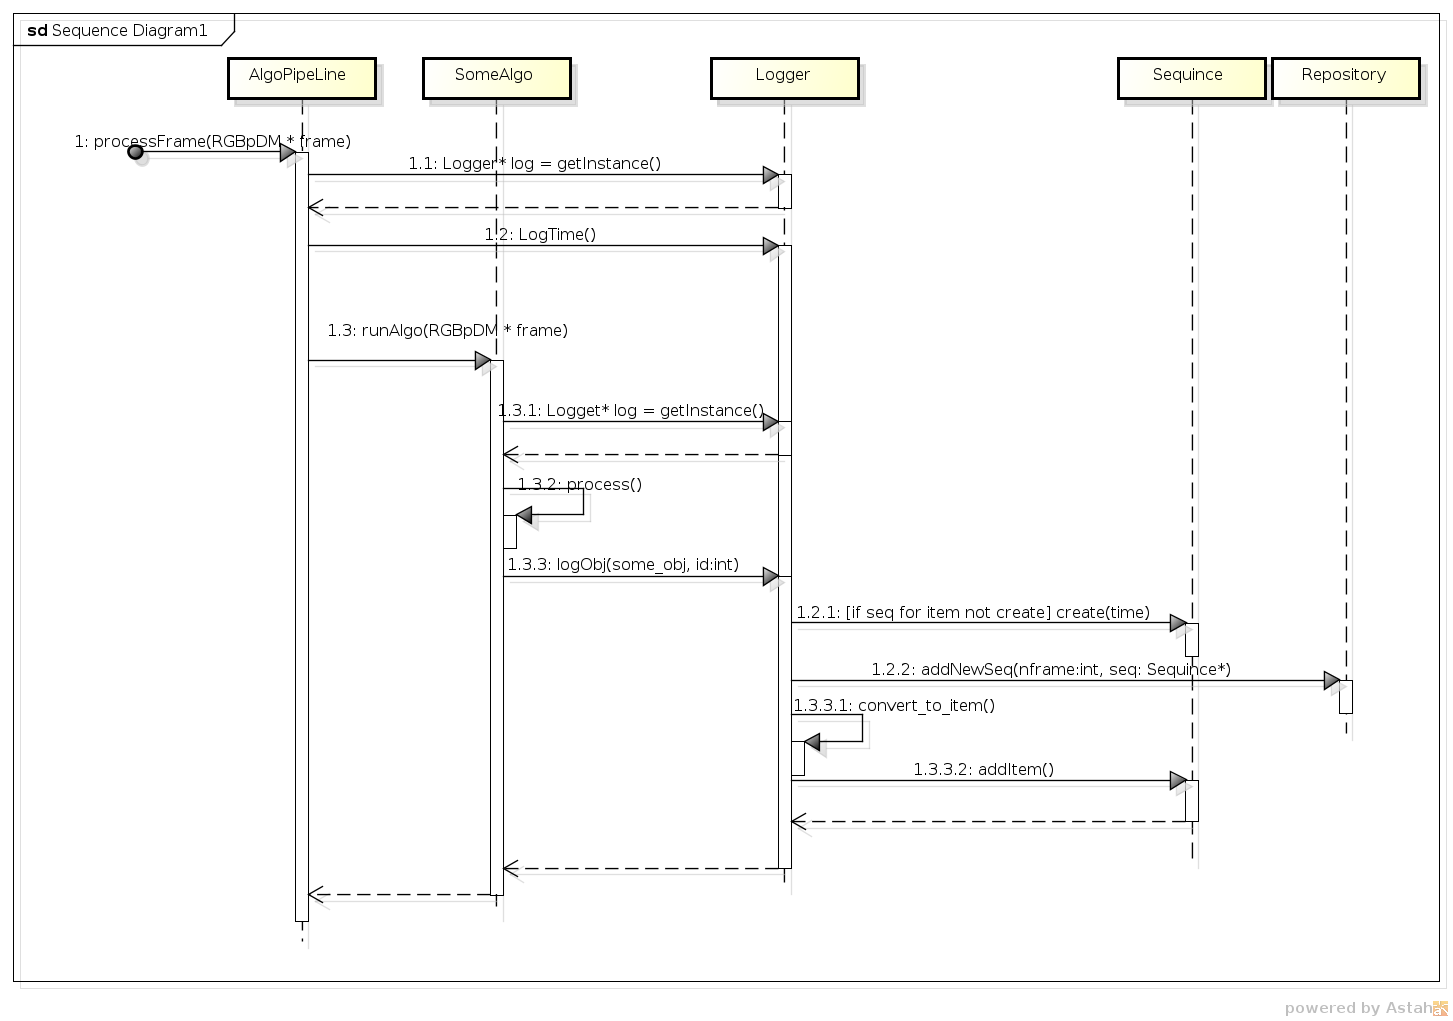 sd Sequence Diagram1
AlgoPipeLine
SomeAlgo
Logger
Sequince
Repository
1: processFrame(RGBpDM * frame)
1.1: Logger* log = getInstance()
1.2: LogTime()
1.3: runAlgo(RGBpDM * frame)
1.3.1: Logget* log = getInstance()
1.3.2: process()
1.3.3: logObj(some_obj, id:int)
1.2.1: [if seq for item not create] create(time)
1.2.2: addNewSeq(nframe:int, seq: Sequince*)
1.3.3.1: convert_to_item()
1.3.3.2: addItem()
powered by Astah